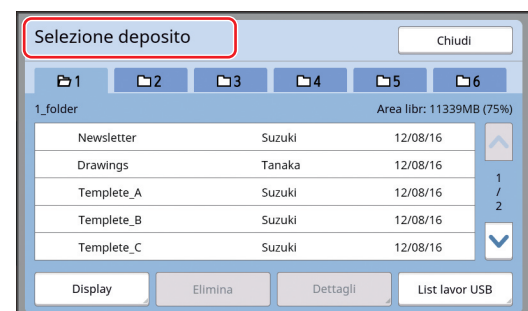 Selezione deposito
Chiudi
1 2 3 4 5 6
1_folder Area libr: 11339MB (75%)
Newsletter Suzuki 12/08/16
Drawings Tanaka 12/08/16
Templete_A Suzuki 12/08/16
Templete_B Suzuki 12/08/16
Templete_C Suzuki 12/08/16
1
/
2
Display Elimina Dettagli List lavor USB